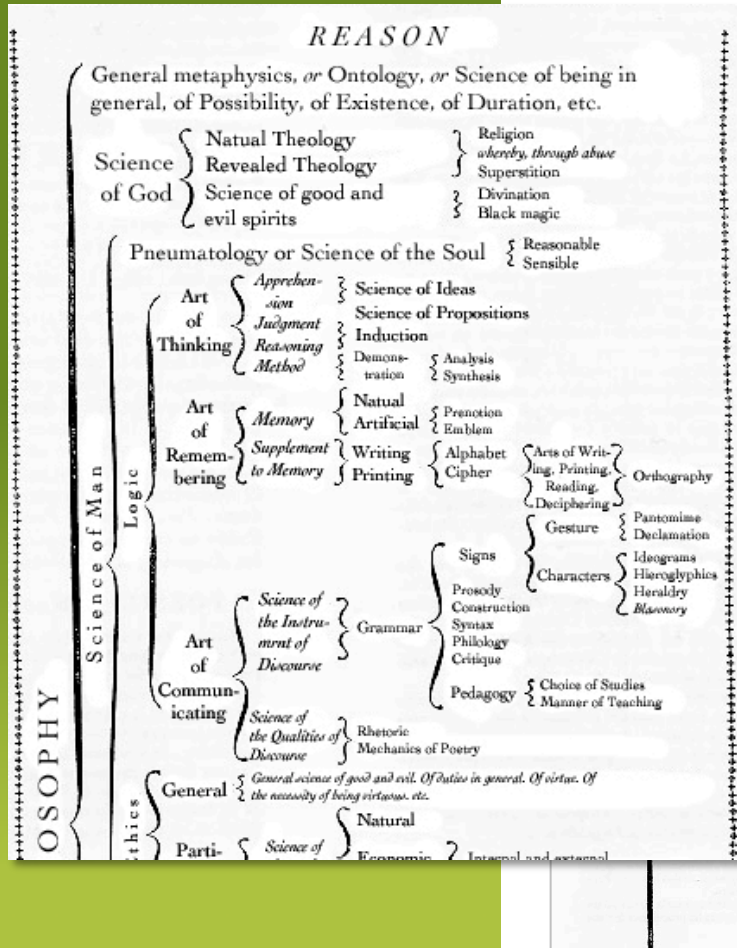 REASON
General metaphysics, or Ontology, or Science of being in
general, of Possibility, of Existence, of Duration, etc.
Science
of God
Natual Theology
Revealed Theology
Science of good and
evil spirits
Religion
whereby, through abuse
Superstition
Divination
Black magic
Pneumatology or Science of the Soul
Reasonable
Sensible
Science of Man
Logic
Art
of
Thinking
Apprehen-
sion
Judgment
Reasoning
Method
Science of Ideas
Science of Propositions
Induction
Demons-
tration
Analysis
Synthesis
Art
of
Remem-
bering
Memory
Supplement
to Memory
Natual
Artificial
Writing
Printing
Prenotion
Emblem
Alphabet
Cipher
Arts of Writ-
ing, Printing,
Reading,
Deciphering
Orthography
Art
of
Commun-
icating
Science of
the Instru-
mrnt of
Discourse
Grammar
Signs
Gesture
Pantomime
Declamation
Characters
Ideograms
Hieroglyphics
Heraldry
Blasonory
Prosody
Construction
Syntax
Philology
Critique
Pedagogy
Choice of Studies
Manner of Teaching
Science of
the Qualities of
Discourse
Rhetoric
Mechanics of Poetry
OSOPHY
thics
General
General science of good and evil. Of duties in general. Of virtue. Of
the necessity of being virtuous. etc.
Parti-
Science of
Natural
Economic
Internal and external